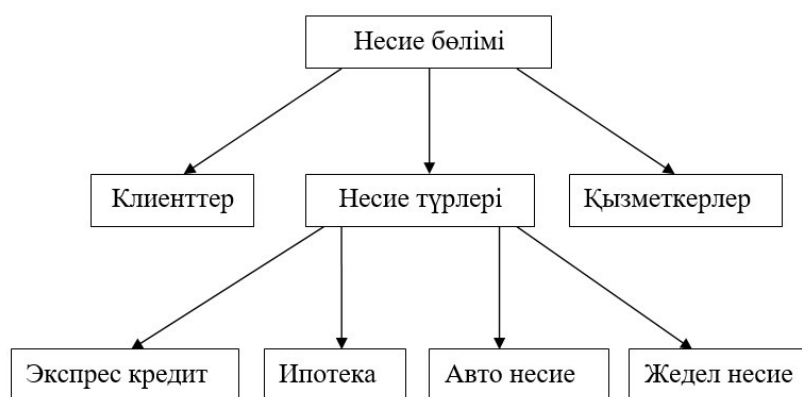 Несие бөлімі
Клиенттер
Несие түрлері
Қызметкерлер
Экспрес кредит
Ипотека
Авто несие
Жедел несие